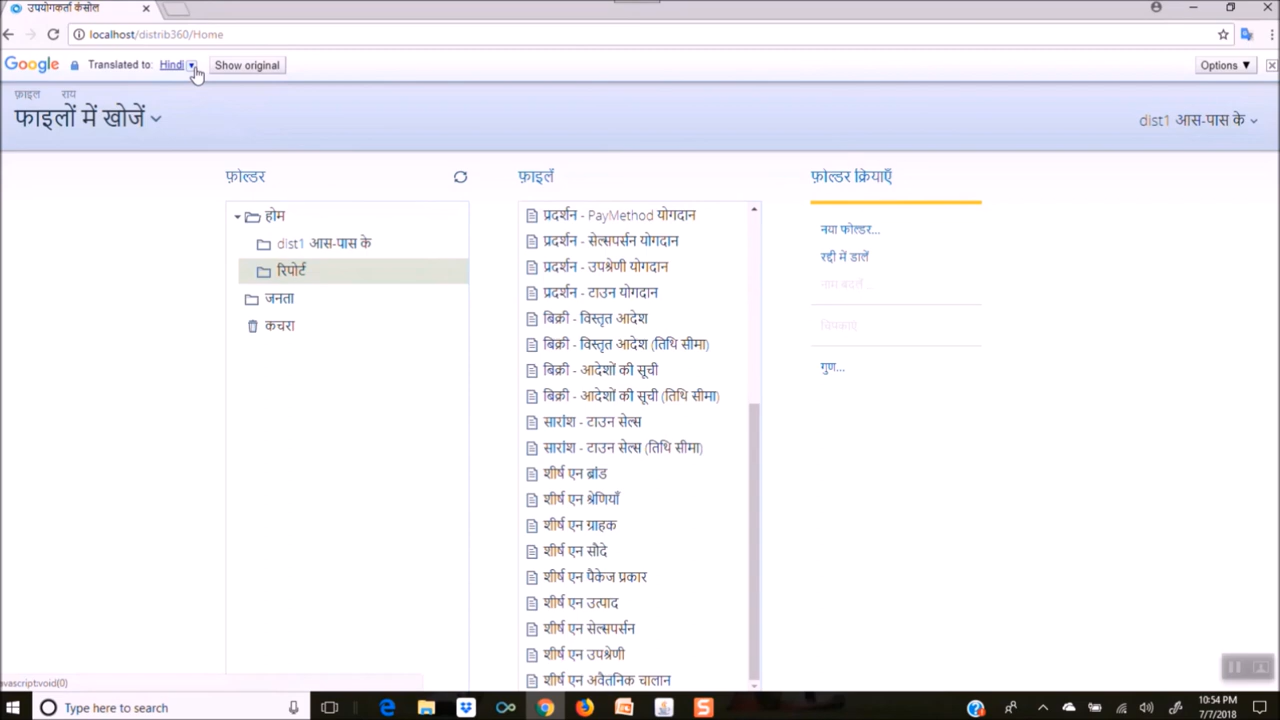 उपयोगकर्ता कंसोल
localhost/distrib360/Home
Google Translated to: Hindi Show original Options ▼
फ़ाइल राय
फाइलों में खोजें
dist1 आस-पास के
फ़ोल्डर
होम
dist1 आस-पास के
रिपोर्ट
जनता
कचरा
फ़ाइलें
प्रदर्शन - PayMethod योगदान
प्रदर्शन - सेल्सपर्सन योगदान
प्रदर्शन - उपश्रेणी योगदान
प्रदर्शन - टाउन योगदान
बिक्री - विस्तृत आदेश
बिक्री - विस्तृत आदेश (तिथि सीमा)
बिक्री - आदेशों की सूची
बिक्री - आदेशों की सूची (तिथि सीमा)
सारांश - टाउन सेल्स
सारांश - टाउन सेल्स (तिथि सीमा)
शीर्ष एन ब्रांड
शीर्ष एन श्रेणियाँ
शीर्ष एन ग्राहक
शीर्ष एन सौदे
शीर्ष एन पैकेज प्रकार
शीर्ष एन उत्पाद
शीर्ष एन सेल्सपर्सन
शीर्ष एन उपश्रेणी
शीर्ष एन अवैतनिक चालान
फ़ोल्डर क्रियाएँ
नया फोल्डर...
रद्दी में डालें
नाम बदलें...
चिपकाएं
गुण...
avascript:void(0)
Type here to search
10:54 PM
7/7/2018